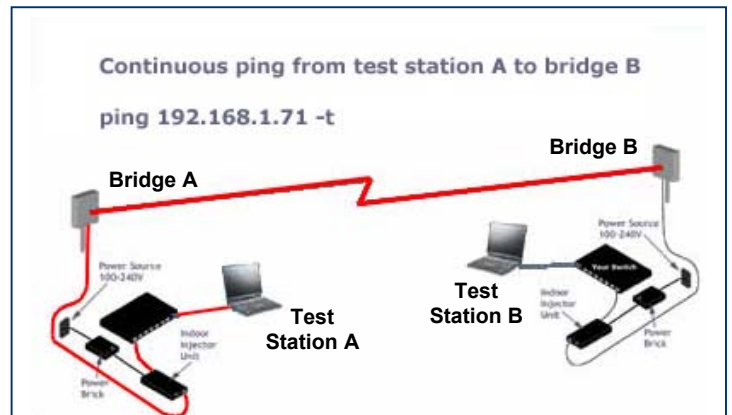 Continuous ping from test station A to bridge B
ping 192.168.1.71 -t
Bridge B
Bridge A
Power Source
100-240V
Your Switch
Power Source
100-240V
Test
Station B
Indoor
Injector
Unit
Power
Brick
Test
Station A
Indoor
Injector
Unit
Power
Brick